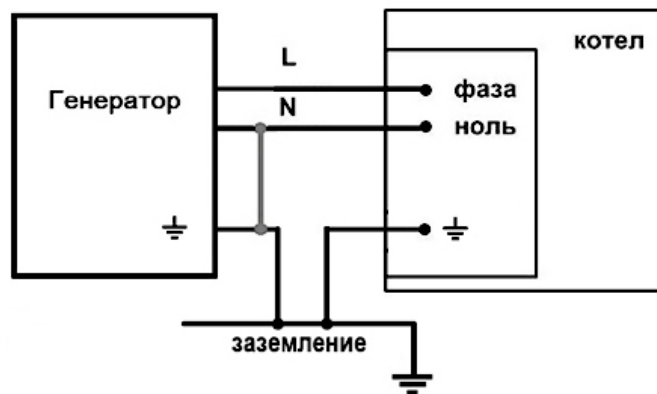 котел
L
фаза
Генератор
N
ноль
заземление